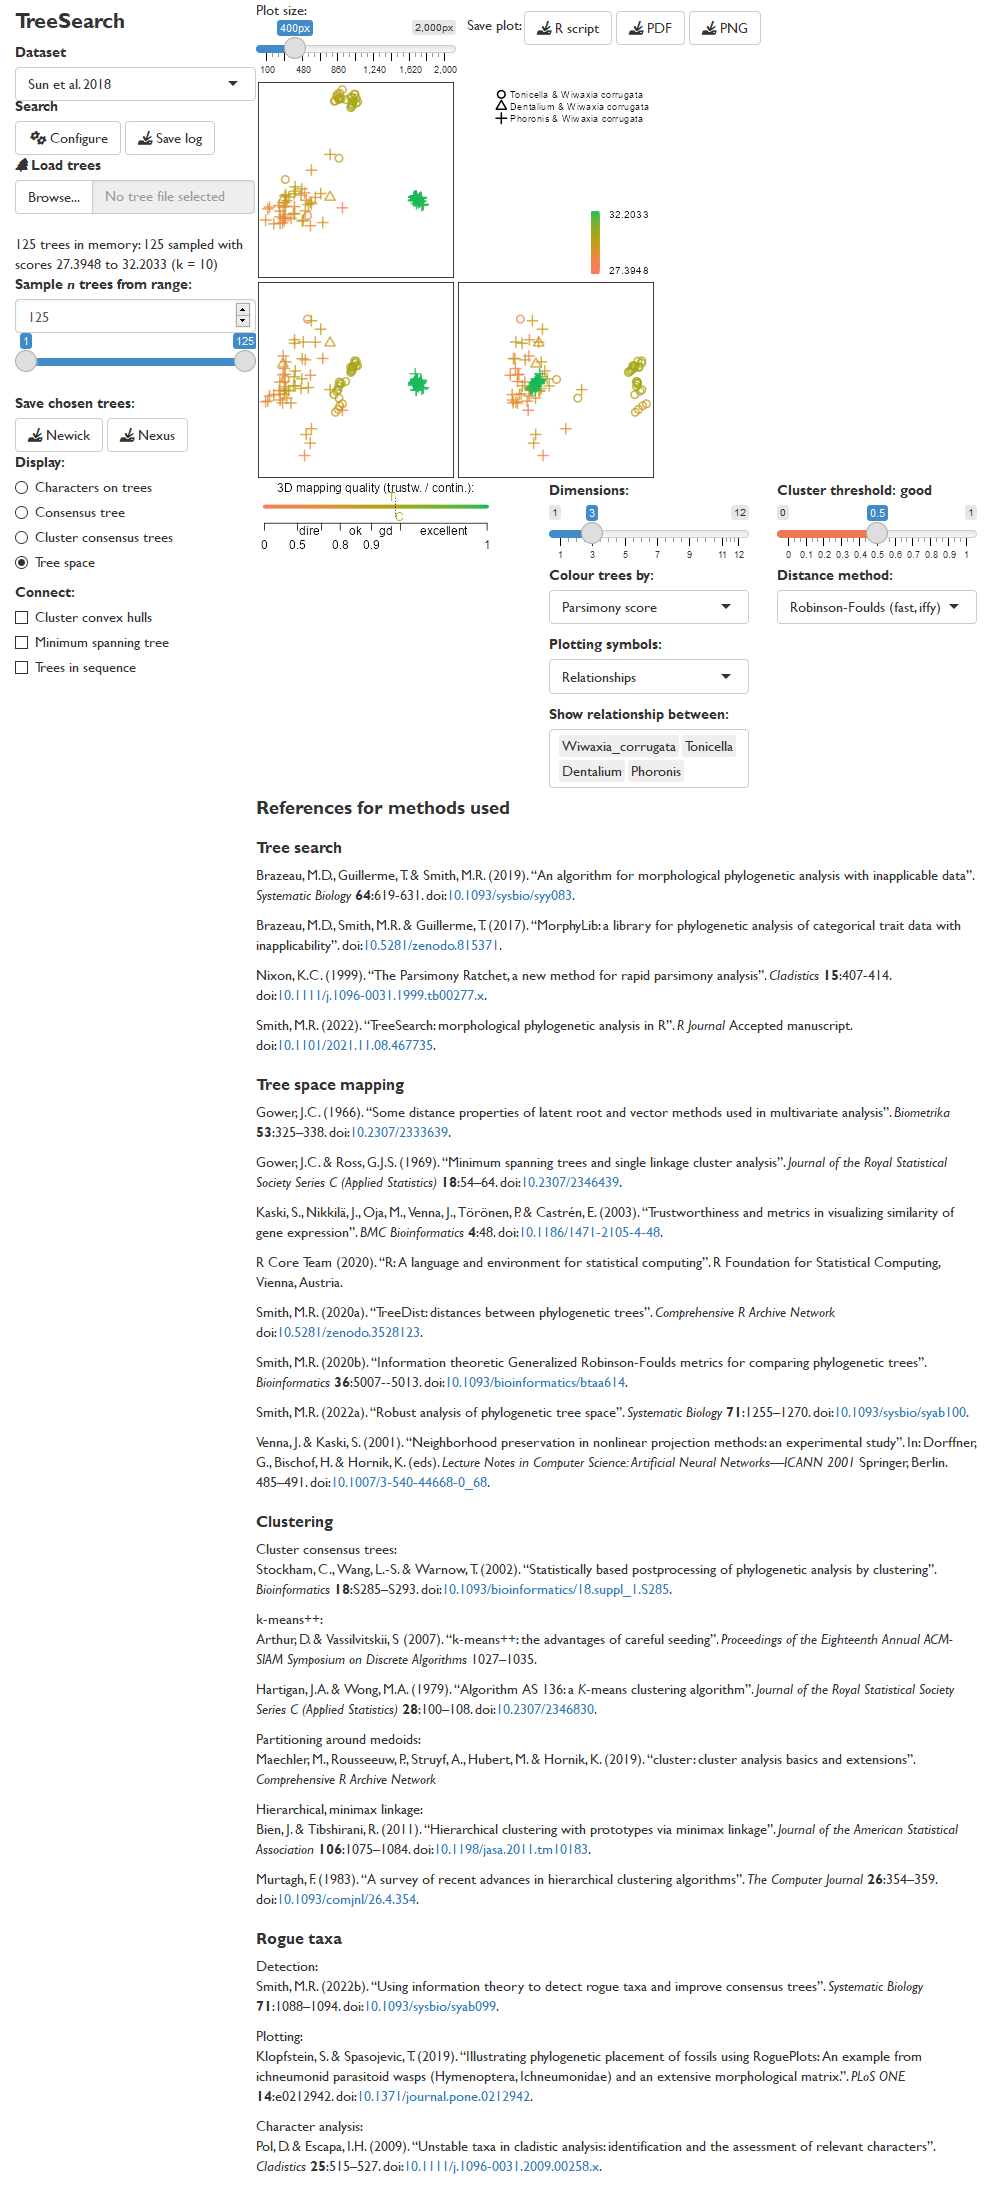 TreeSearch
Dataset
Sun et al. 2018
Search
Configure
Save log
Load trees
Browse...
No tree file selected
125 trees in memory: 125 sampled with
scores 27.3948 to 32.2033 (k = 10)
Sample n trees from range:
125
1
125
Save chosen trees:
Newick
Nexus
Display:
Characters on trees
Consensus tree
Cluster consensus trees
Tree space
Connect:
Cluster convex hulls
Minimum spanning tree
Trees in sequence
Plot size:
400px
2,000px
100 480 860 1,240 1,620 2,000
Save plot:
R script
PDF
PNG
Tonicella & Wiwaxia corrugata
Dentalium & Wiwaxia corrugata
Phoronis & Wiwaxia corrugata
32.2033
27.3948
3D mapping quality (trustw. / contin.):
T
C
dire ok gd excellent
0 0.5 0.8 0.9 1
Dimensions:
1 3 12
1 3 5 7 9 11 12
Colour trees by:
Parsimony score
Plotting symbols:
Relationships
Show relationship between:
Wiwaxia_corrugata Tonicella
Dentalium Phoronis
Cluster threshold: good
0 0.5 1
0 0.1 0.2 0.3 0.4 0.5 0.6 0.7 0.8 0.9 1
Distance method:
Robinson-Foulds (fast, iffy)
References for methods used
Tree search
Brazeau, M.D., Guillerme, T. & Smith, M.R. (2019). “An algorithm for morphological phylogenetic analysis with inapplicable data”.
Systematic Biology 64:619-631. doi:10.1093/sysbio/syy083.
Brazeau, M.D., Smith, M.R. & Guillerme, T. (2017). “MorphyLib: a library for phylogenetic analysis of categorical trait data with
inapplicability”. doi:10.5281/zenodo.815371.
Nixon, K.C. (1999). “The Parsimony Ratchet, a new method for rapid parsimony analysis”. Cladistics 15:407-414.
doi:10.1111/j.1096-0031.1999.tb00277.x.
Smith, M.R. (2022). “TreeSearch: morphological phylogenetic analysis in R”. R Journal Accepted manuscript.
doi:10.1101/2021.11.08.467735.
Tree space mapping
Gower, J.C. (1966). “Some distance properties of latent root and vector methods used in multivariate analysis”. Biometrika
53:325–338. doi:10.2307/2333639.
Gower, J.C. & Ross, G.J.S. (1969). “Minimum spanning trees and single linkage cluster analysis”. Journal of the Royal Statistical
Society Series C (Applied Statistics) 18:54–64. doi:10.2307/2346439.
Kaski, S., Nikkilä, J., Oja, M., Venna, J., Törönen, P. & Castrén, E. (2003). “Trustworthiness and metrics in visualizing similarity of
gene expression”. BMC Bioinformatics 4:48. doi:10.1186/1471-2105-4-48.
R Core Team (2020). “R: A language and environment for statistical computing”. R Foundation for Statistical Computing,
Vienna, Austria.
Smith, M.R. (2020a). “TreeDist: distances between phylogenetic trees”. Comprehensive R Archive Network
doi:10.5281/zenodo.3528123.
Smith, M.R. (2020b). “Information theoretic Generalized Robinson-Foulds metrics for comparing phylogenetic trees”.
Bioinformatics 36:5007--5013. doi:10.1093/bioinformatics/btaa614.
Smith, M.R. (2022a). “Robust analysis of phylogenetic tree space”. Systematic Biology 71:1255–1270. doi:10.1093/sysbio/syab100.
Venna, J. & Kaski, S. (2001). “Neighborhood preservation in nonlinear projection methods: an experimental study”. In: Dorffner,
G., Bischof, H. & Hornik, K. (eds). Lecture Notes in Computer Science: Artificial Neural Networks—ICANN 2001 Springer, Berlin.
485–491. doi:10.1007/3-540-44668-0_68.
Clustering
Cluster consensus trees:
Stockham, C., Wang, L.-S. & Warnow, T. (2002). “Statistically based postprocessing of phylogenetic analysis by clustering”.
Bioinformatics 18:S285–S293. doi:10.1093/bioinformatics/18.suppl_1.S285.
k-means++:
Arthur, D. & Vassilvitskii, S (2007). “k-means++: the advantages of careful seeding”. Proceedings of the Eighteenth Annual ACM-
SIAM Symposium on Discrete Algorithms 1027–1035.
Hartigan, J.A. & Wong, M.A. (1979). “Algorithm AS 136: a K-means clustering algorithm”. Journal of the Royal Statistical Society
Series C (Applied Statistics) 28:100–108. doi:10.2307/2346830.
Partitioning around medoids:
Maechler, M., Rousseeuw, P., Struyf, A., Hubert, M. & Hornik, K. (2019). “cluster: cluster analysis basics and extensions”.
Comprehensive R Archive Network
Hierarchical, minimax linkage:
Bien, J. & Tibshirani, R. (2011). “Hierarchical clustering with prototypes via minimax linkage”. Journal of the American Statistical
Association 106:1075–1084. doi:10.1198/jasa.2011.tm10183.
Murtagh, F. (1983). “A survey of recent advances in hierarchical clustering algorithms”. The Computer Journal 26:354–359.
doi:10.1093/comjnl/26.4.354.
Rogue taxa
Detection:
Smith, M.R. (2022b). “Using information theory to detect rogue taxa and improve consensus trees”. Systematic Biology
71:1088–1094. doi:10.1093/sysbio/syab099.
Plotting:
Klopfstein, S. & Spasojevic, T. (2019). “Illustrating phylogenetic placement of fossils using RoguePlots: An example from
ichneumonid parasitoid wasps (Hymenoptera, Ichneumonidae) and an extensive morphological matrix.”. PLoS ONE
14:e0212942. doi:10.1371/journal.pone.0212942.
Character analysis:
Pol, D. & Escapa, I.H. (2009). “Unstable taxa in cladistic analysis: identification and the assessment of relevant characters”.
Cladistics 25:515–527. doi:10.1111/j.1096-0031.2009.00258.x.